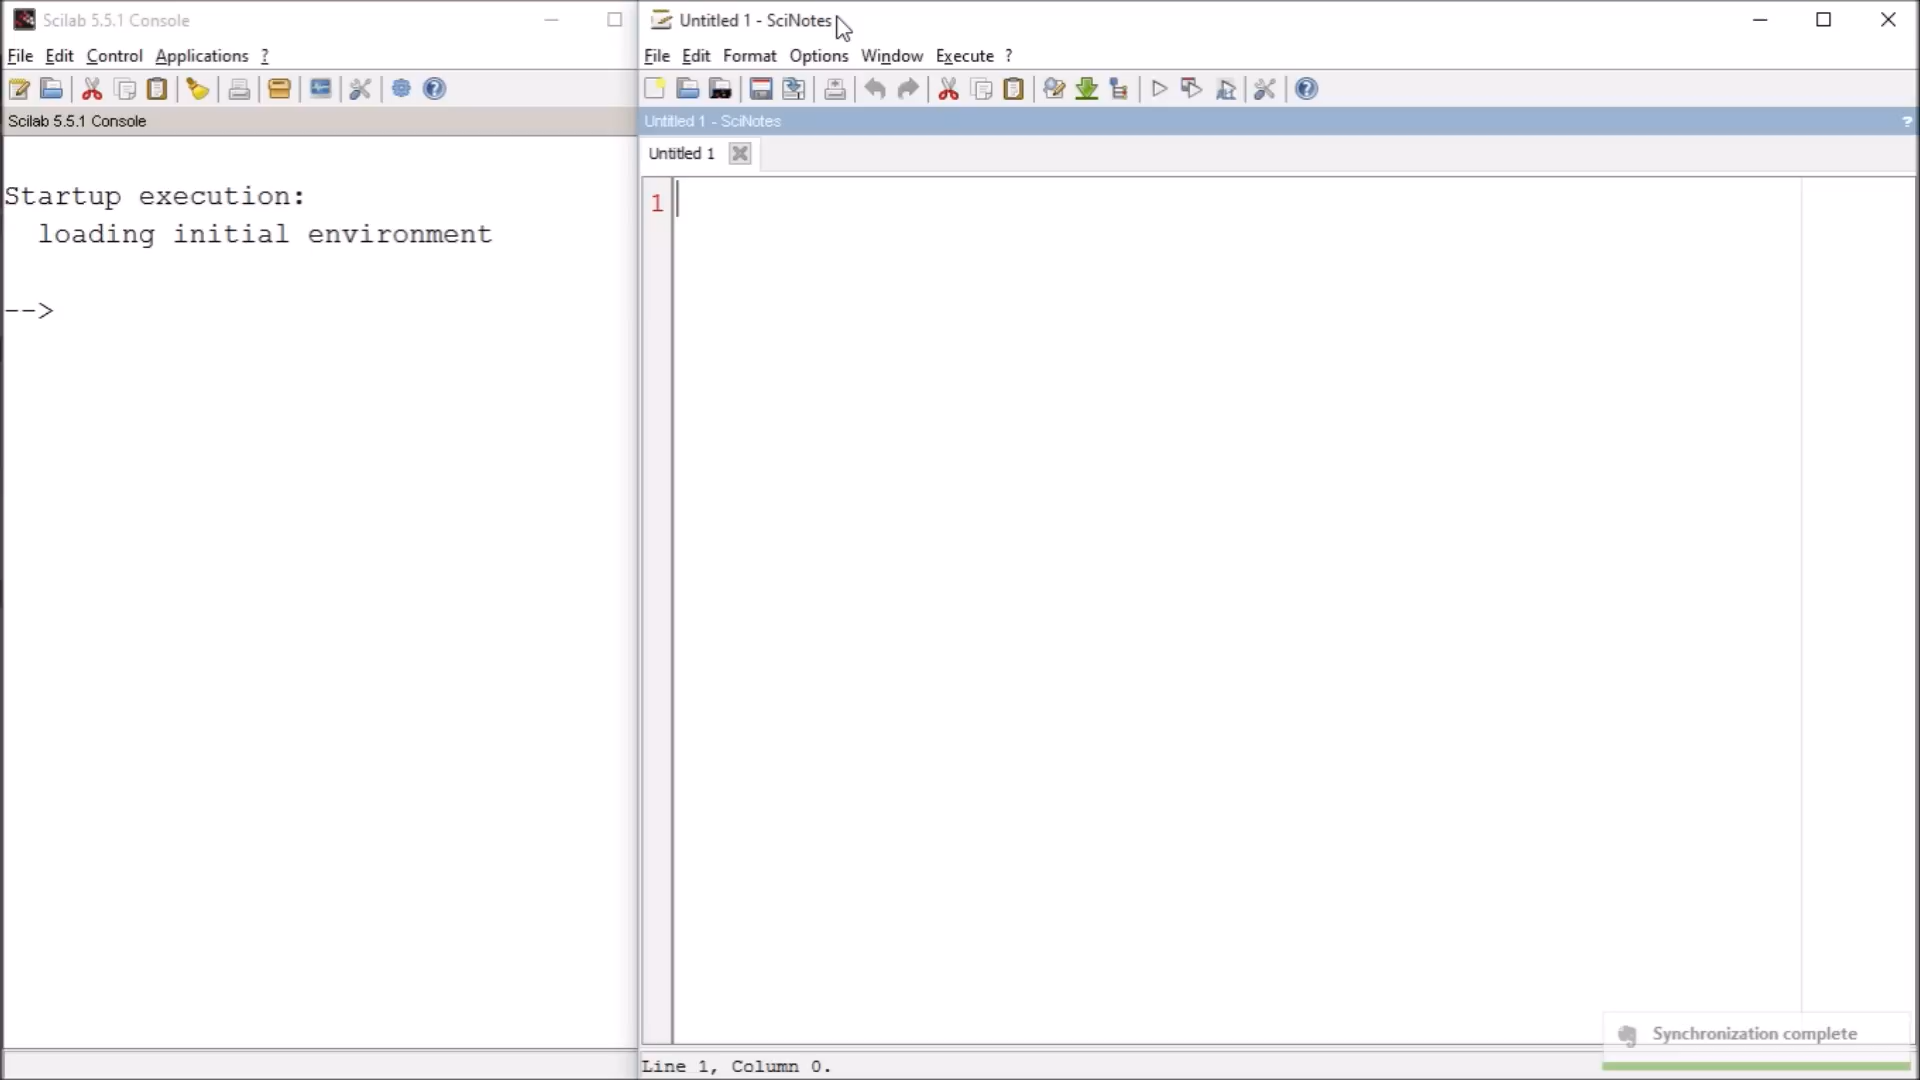 Scilab 5.5.1 Console
File Edit Control Applications ?
Scilab 5.5.1 Console
Startup execution:
loading initial environment
-->
Untitled 1 - SciNotes
File Edit Format Options Window Execute ?
Untitled 1 - SciNotes ?
Untitled 1
1
Synchronization complete
Line 1, Column 0.